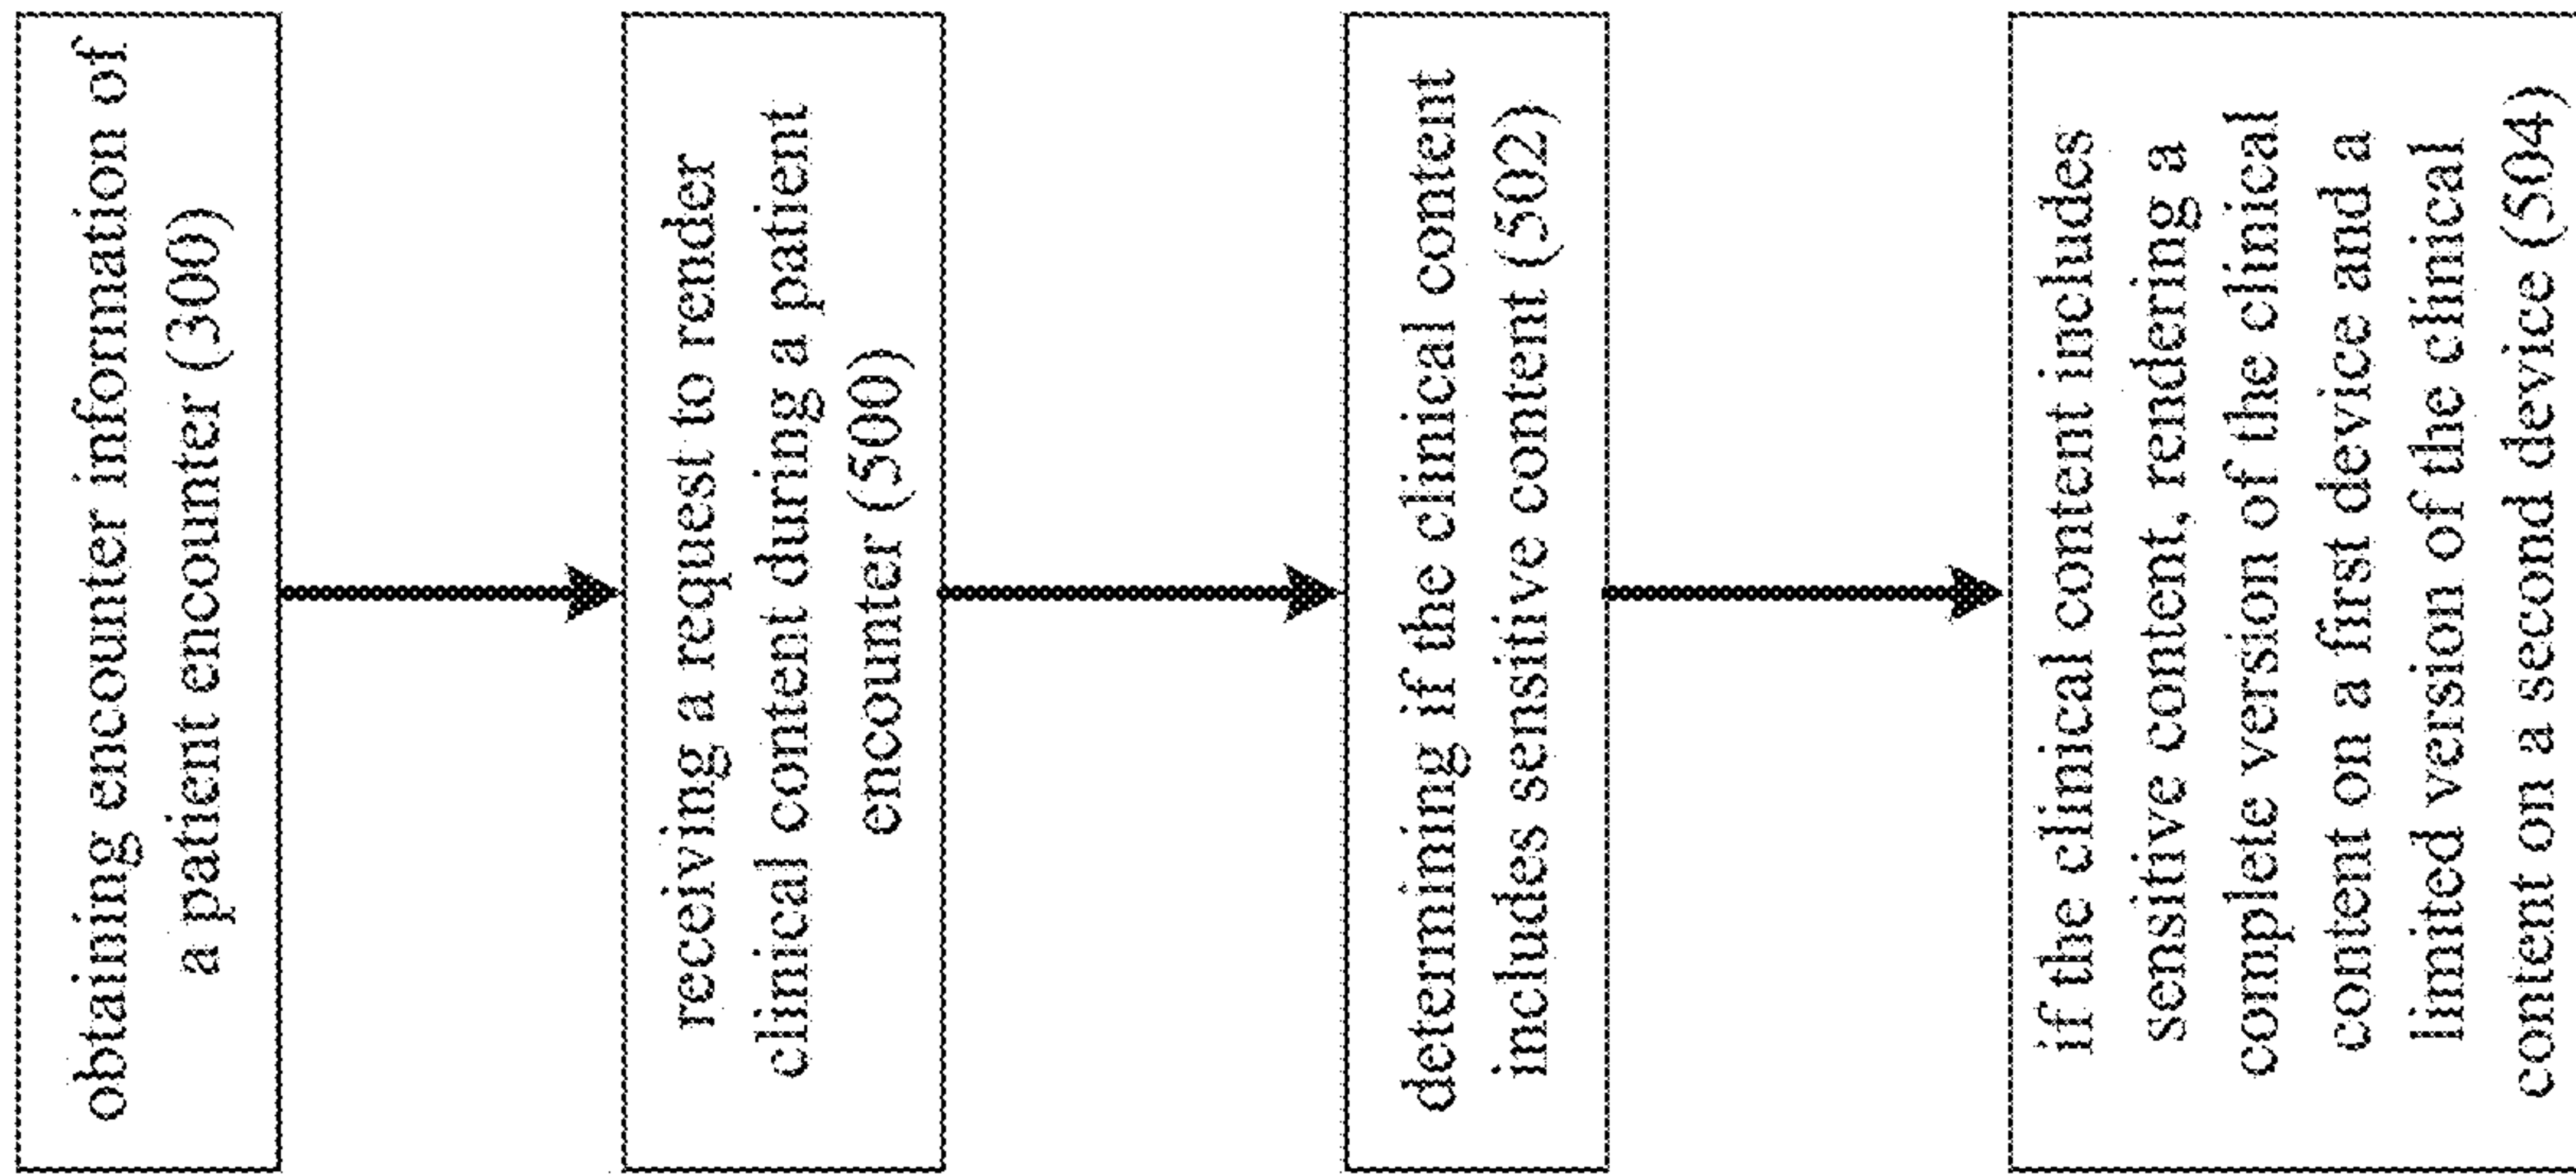 obtaining encounter information of
a patient encounter (300)
receiving a request to render
clinical content during a patient
encounter (500)
determining if the clinical content
includes sensitive content (502)
if the clinical content includes
sensitive content, rendering a
complete version of the clinical
content on a first device and a
limited version of the clinical
content on a second device (504)